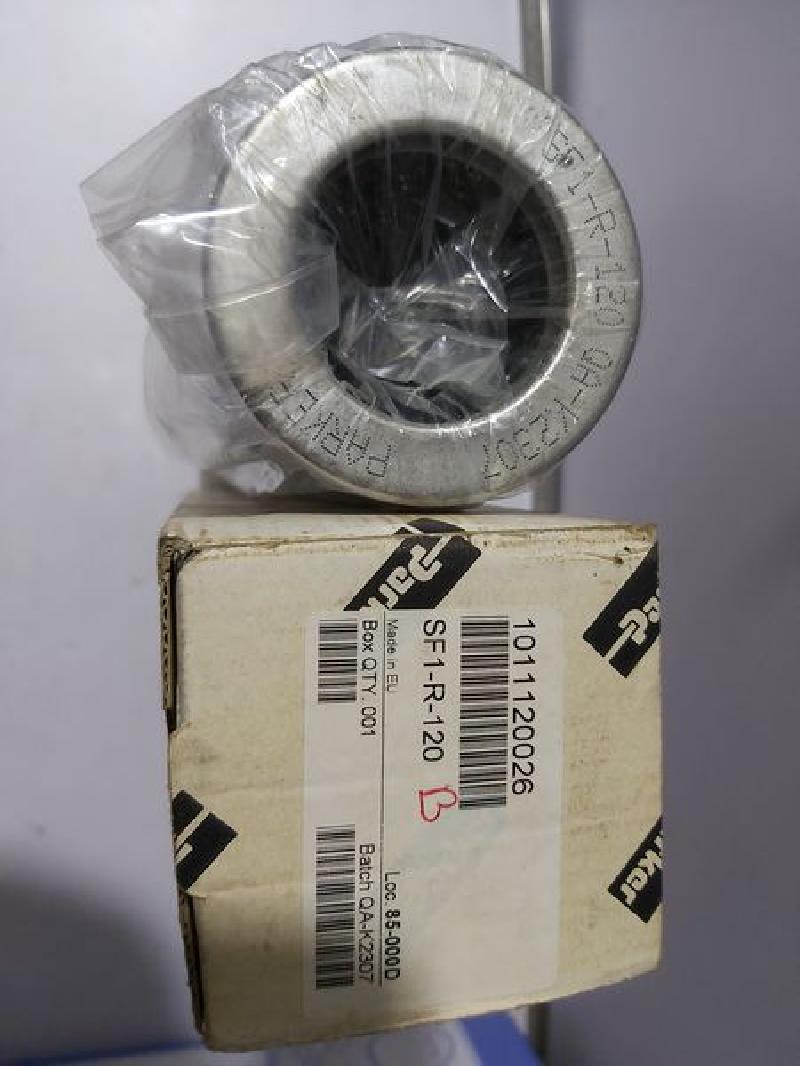 SF1-R-120 QA-K2307
PARKER
Parker
1011120026
SF1-R-120
B
Made in EU
Box QTY. 001
Loc. 85-000D
Batch QA-K2307
rker